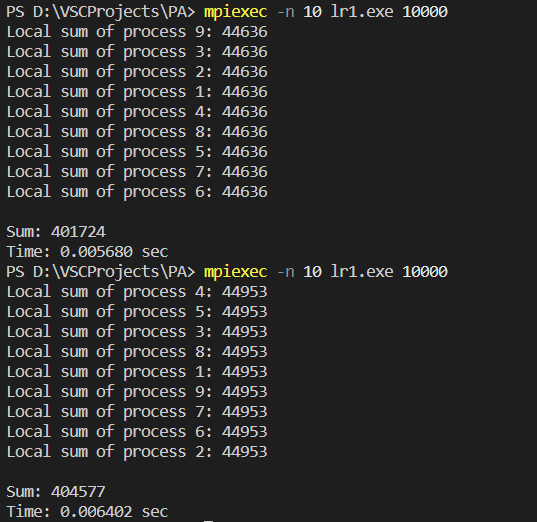 PS D:\VSCProjects\PA> mpiexec -n 10 lr1.exe 10000
Local sum of process 9: 44636
Local sum of process 3: 44636
Local sum of process 2: 44636
Local sum of process 1: 44636
Local sum of process 4: 44636
Local sum of process 8: 44636
Local sum of process 5: 44636
Local sum of process 7: 44636
Local sum of process 6: 44636

Sum: 401724
Time: 0.005680 sec
PS D:\VSCProjects\PA> mpiexec -n 10 lr1.exe 10000
Local sum of process 4: 44953
Local sum of process 5: 44953
Local sum of process 3: 44953
Local sum of process 8: 44953
Local sum of process 1: 44953
Local sum of process 9: 44953
Local sum of process 7: 44953
Local sum of process 6: 44953
Local sum of process 2: 44953

Sum: 404577
Time: 0.006402 sec